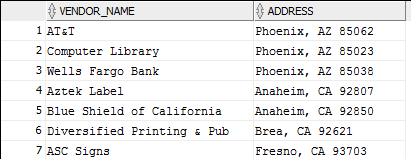 VENDOR_NAME ADDRESS
1 AT&T Phoenix, AZ 85062
2 Computer Library Phoenix, AZ 85023
3 Wells Fargo Bank Phoenix, AZ 85038
4 Aztek Label Anaheim, CA 92807
5 Blue Shield of California Anaheim, CA 92850
6 Diversified Printing & Pub Brea, CA 92621
7 ASC Signs Fresno, CA 93703